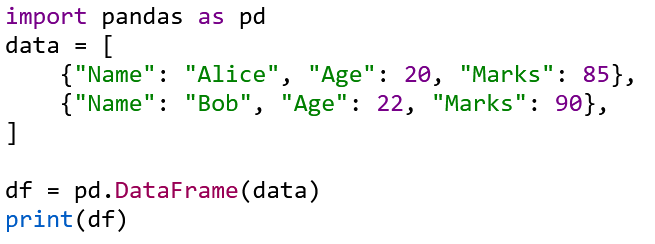 import pandas as pd
data = [
    {"Name": "Alice", "Age": 20, "Marks": 85},
    {"Name": "Bob", "Age": 22, "Marks": 90},
]

df = pd.DataFrame(data)
print(df)